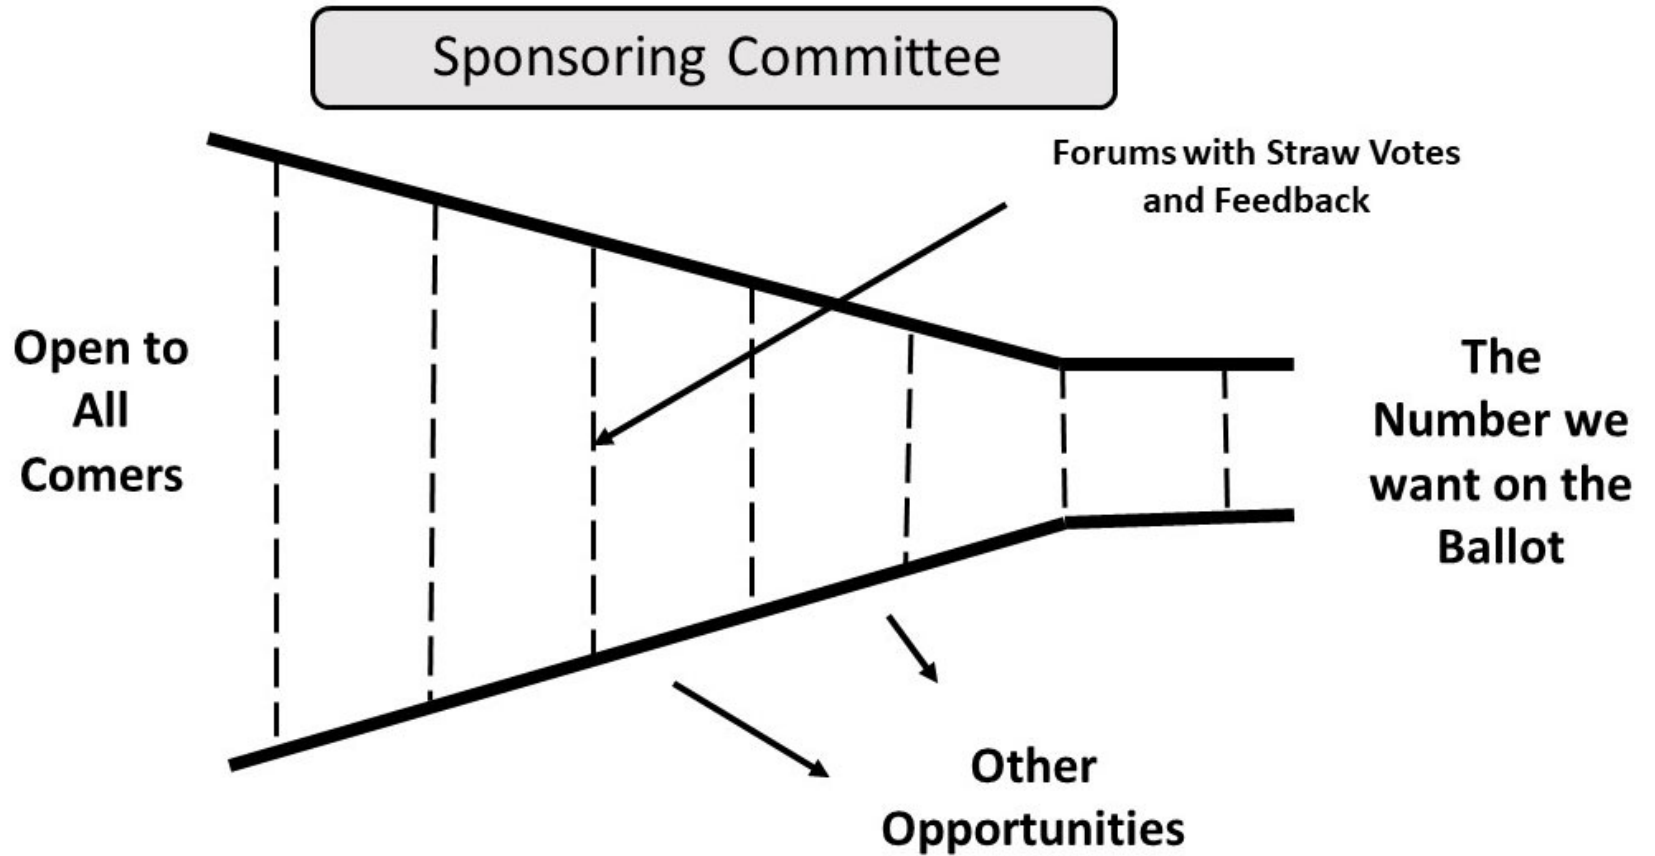 Sponsoring Committee
Forums with Straw Votes
and Feedback
Open to
All
Comers
The
Number we
want on the
Ballot
Other
Opportunities